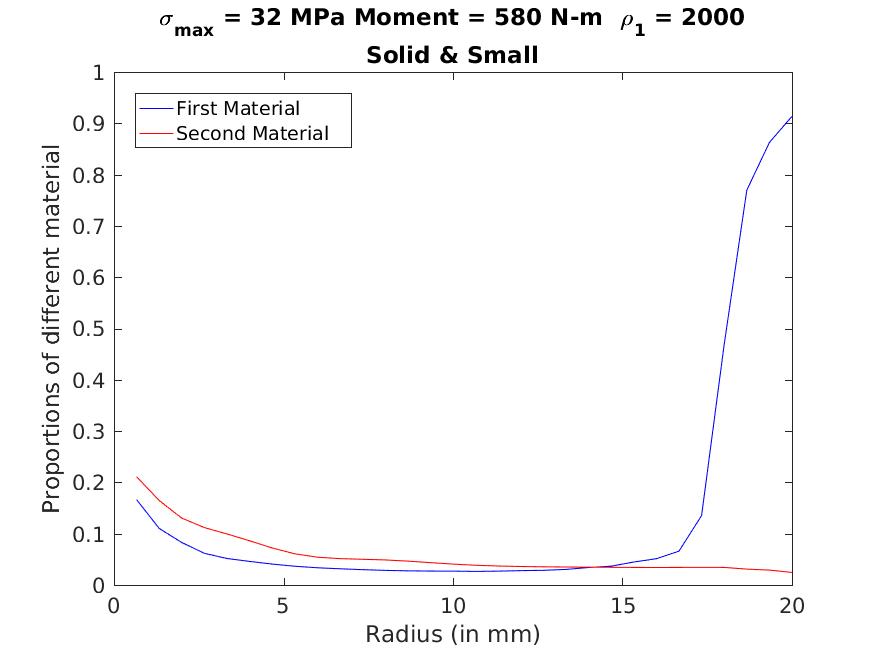 σmax = 32 MPa Moment = 580 N-m ρ1 = 2000
Solid & Small
1
0.9
0.8
0.7
0.6
0.5
0.4
0.3
0.2
0.1
0
Proportions of different material
First Material
Second Material
0 5 10 15 20
Radius (in mm)